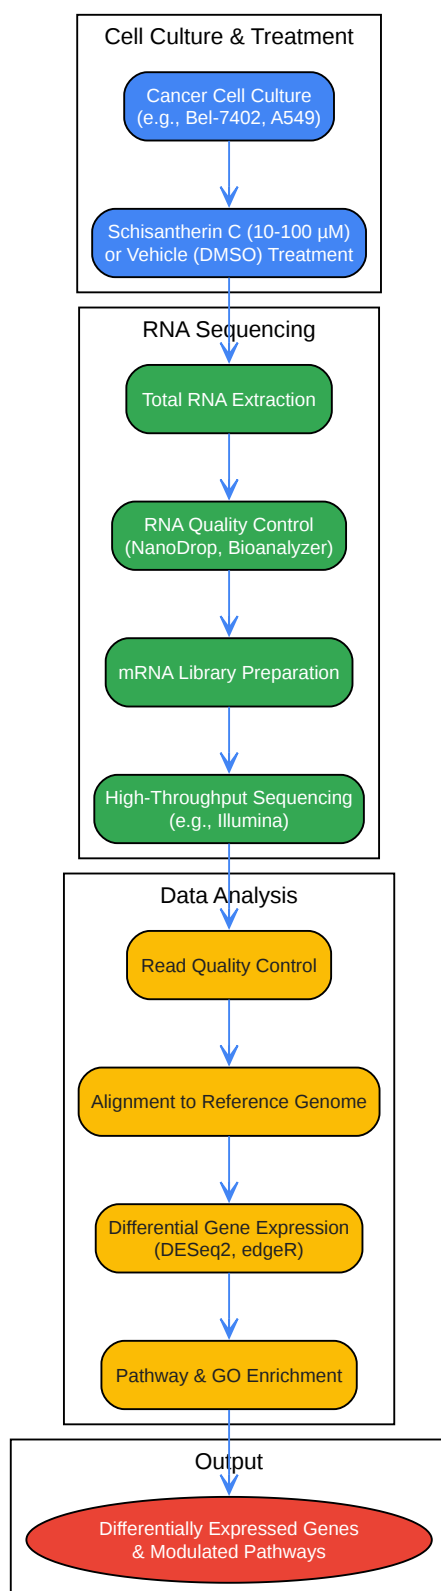 Cell Culture & Treatment
Cancer Cell Culture
(e.g., Bel-7402, A549)
Schisantherin C (10-100 µM)
or Vehicle (DMSO) Treatment
RNA Sequencing
Total RNA Extraction
RNA Quality Control
(NanoDrop, Bioanalyzer)
mRNA Library Preparation
High-Throughput Sequencing
(e.g., Illumina)
Data Analysis
Read Quality Control
Alignment to Reference Genome
Differential Gene Expression
(DESeq2, edgeR)
Pathway & GO Enrichment
Output
Differentially Expressed Genes
& Modulated Pathways